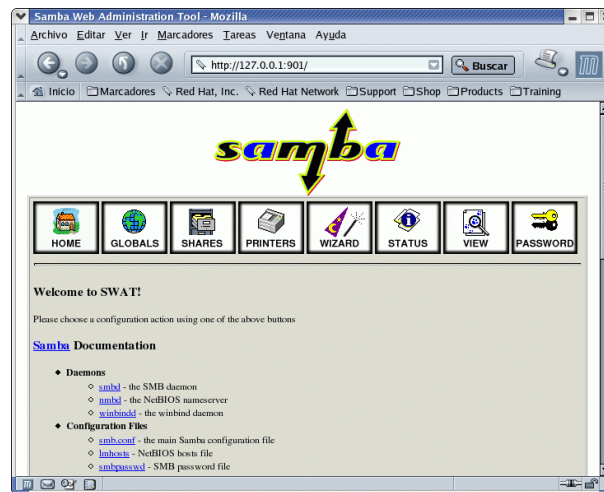 Samba Web Administration Tool - Mozilla
Archivo Editar Ver Ir Marcadores Tareas Ventana Ayuda
http://127.0.0.1:901/ Buscar
Inicio Marcadores Red Hat, Inc. Red Hat Network Support Shop Products Training
samba
HOME GLOBALS SHARES PRINTERS WIZARD STATUS VIEW PASSWORD
Welcome to SWAT!
Please choose a configuration action using one of the above buttons
Samba Documentation
Daemons
smbd - the SMB daemon
nmbd - the NetBIOS nameserver
winbindd - the winbind daemon
Configuration Files
smb.conf - the main Samba configuration file
lmhosts - NetBIOS hosts file
smbpasswd - SMB password file